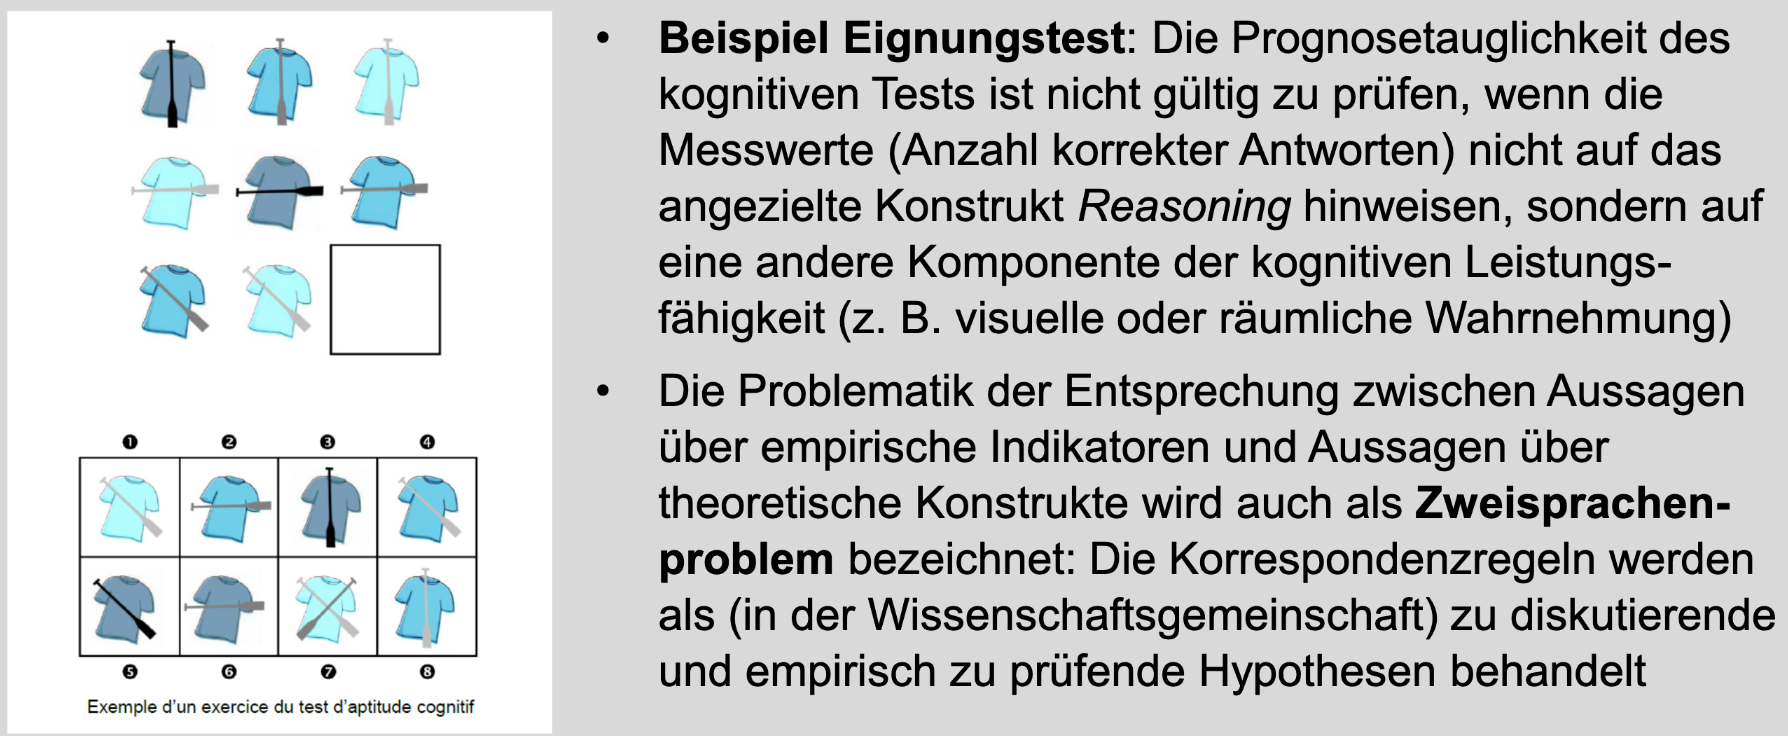 • Beispiel Eignungstest: Die Prognosetauglichkeit des
kognitiven Tests ist nicht gültig zu prüfen, wenn die
Messwerte (Anzahl korrekter Antworten) nicht auf das
angezielte Konstrukt Reasoning hinweisen, sondern auf
eine andere Komponente der kognitiven Leistungs-
fähigkeit (z. B. visuelle oder räumliche Wahrnehmung)
• Die Problematik der Entsprechung zwischen Aussagen
über empirische Indikatoren und Aussagen über
theoretische Konstrukte wird auch als Zweisprachen-
problem bezeichnet: Die Korrespondenzregeln werden
als (in der Wissenschaftsgemeinschaft) zu diskutierende
und empirisch zu prüfende Hypothesen behandelt
❶ ❷ ❸ ❹
❺ ❻ ❼ ❽
Exemple d’un exercice du test d’aptitude cognitif